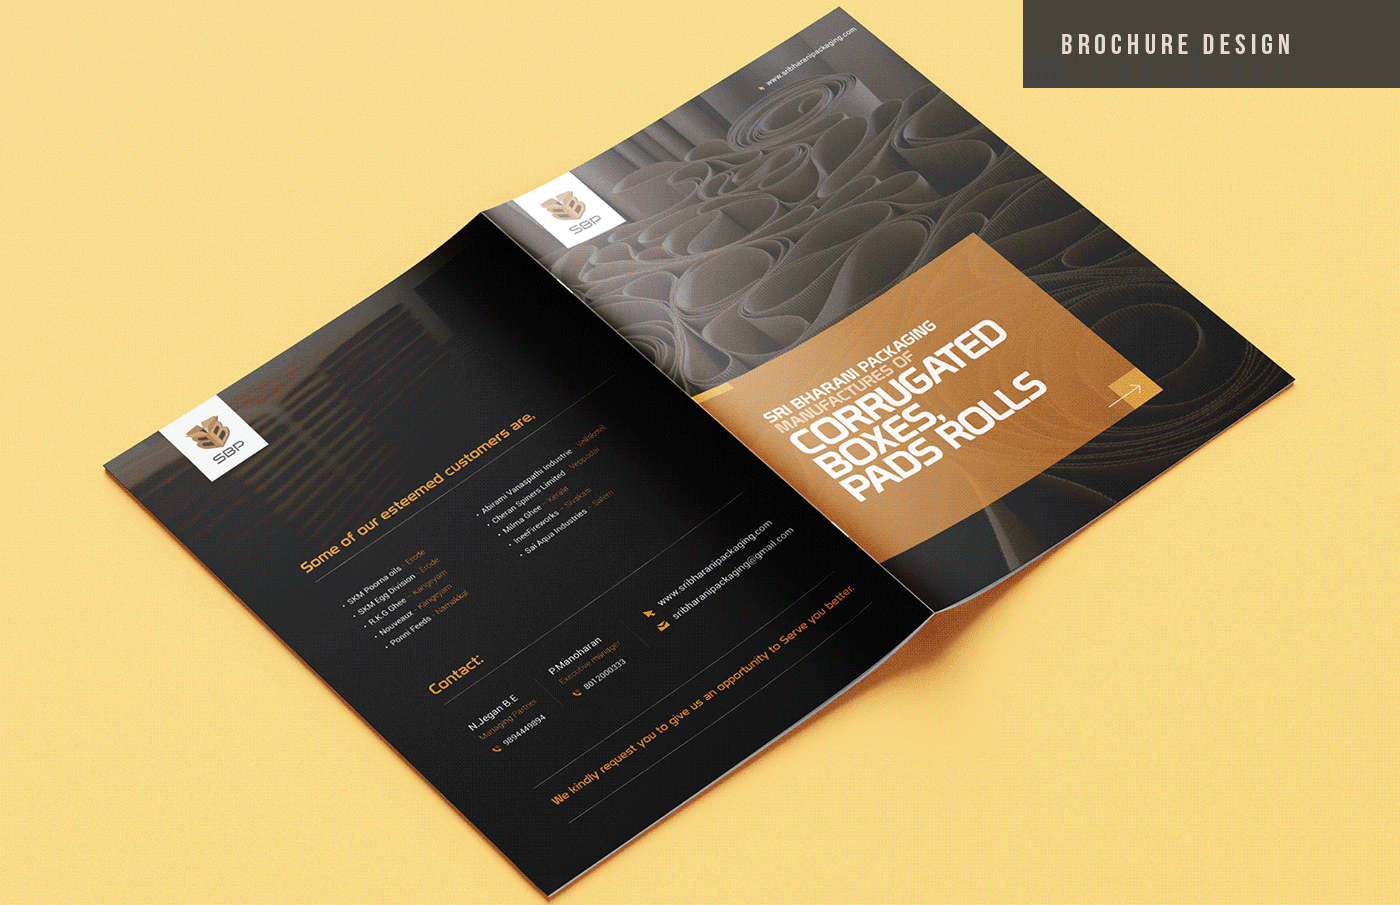 BROCHURE DESIGN
www.sribharanipackaging.com
SBP
SRI BHARANI PACKAGING
MANUFACTURES OF
CORRUGATED
BOXES,
PADS ROLLS
SBP
Some of our esteemed customers are,
• SKM Poorna oils - Erode
• SKM Egg Division - Erode
• R.K.G Ghee - Kangeyam
• Nouveaux - Kangeyam
• Ponni Feeds - Namakkal
• Abirami Vanaspathi Industrie - Vellakovil
• Cheran Spiners Limited - Veppadai
• Milma Ghee - Kerala
• IneeFireworks - Sivakasi
• Sai Aqua Industries - Salem
Contact:
N.Jegan B.E
Managing Partner
9894449894
P.Manoharan
Executive manager
8012000333
www.sribharanipackaging.com
sribharanipackaging@gmail.com
We kindly request you to give us an opportunity to Serve you better.